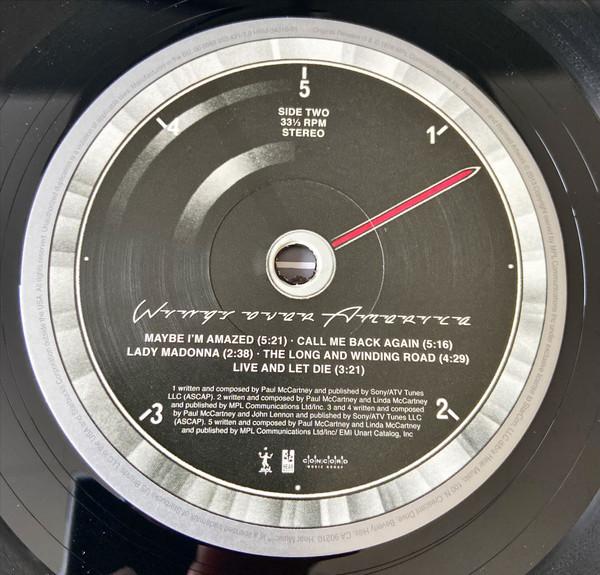 5
SIDE TWO
33⅓ RPM
STEREO
4
1
Wings over America
MAYBE I'M AMAZED (5:21) · CALL ME BACK AGAIN (5:16)
LADY MADONNA (2:38) · THE LONG AND WINDING ROAD (4:29)
LIVE AND LET DIE (3:21)
1 written and composed by Paul McCartney and published by Sony/ATV Tunes
LLC (ASCAP). 2 written and composed by Paul McCartney and Linda McCartney
and published by MPL Communications Ltd/Inc. 3 and 4 written and composed
by Paul McCartney and John Lennon and published by Sony/ATV Tunes LLC
(ASCAP). 5 written and composed by Paul McCartney and Linda McCartney
and published by MPL Communications Ltd/Inc/ EMI Unart Catalog, Inc
3
2
HEAR
CONCORD
MUSIC GROUP